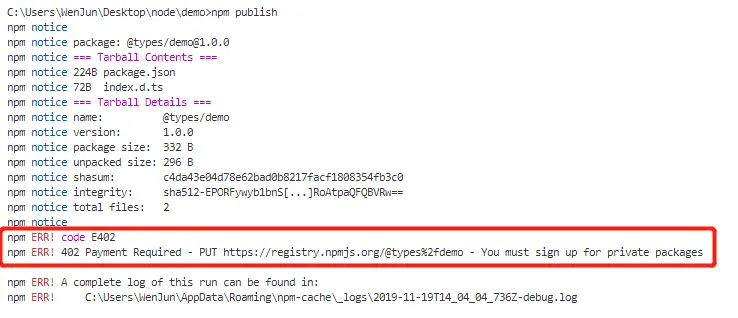 C:\Users\WenJun\Desktop\node\demo>npm publish
npm notice
npm notice package: @types/demo@1.0.0
npm notice === Tarball Contents ===
npm notice 224B package.json
npm notice 72B  index.d.ts
npm notice === Tarball Details ===
npm notice name:          @types/demo
npm notice version:       1.0.0
npm notice package size:  332 B
npm notice unpacked size: 296 B
npm notice shasum:        c4da43e04d78e62bad0b8217facf1808354fb3c0
npm notice integrity:     sha512-EPORFywyb1bnS[...]RoAtpaQFQBVRw==
npm notice total files:   2
npm notice
npm ERR! code E402
npm ERR! 402 Payment Required - PUT https://registry.npmjs.org/@types%2fdemo - You must sign up for private packages
npm ERR! A complete log of this run can be found in:
npm ERR!     C:\Users\WenJun\AppData\Roaming\npm-cache\_logs\2019-11-19T14_04_04_736Z-debug.log